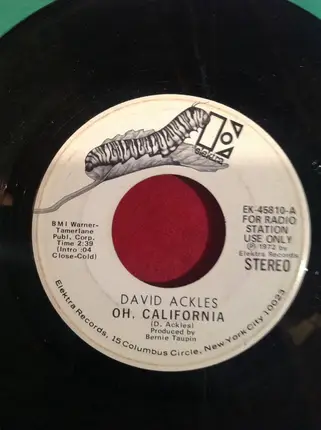 elektra
BMI Warner-
Tamerlane
Publ. Corp.
Time 2:39
(Intro :04
Close-Cold)
EK-45810-A
FOR RADIO
STATION
USE ONLY
Ⓟ 1972 by
Elektra Records
STEREO
DAVID ACKLES
OH, CALIFORNIA
(D. Ackles)
Produced by
Bernie Taupin
Elektra Records, 15 Columbus Circle, New York City 10023